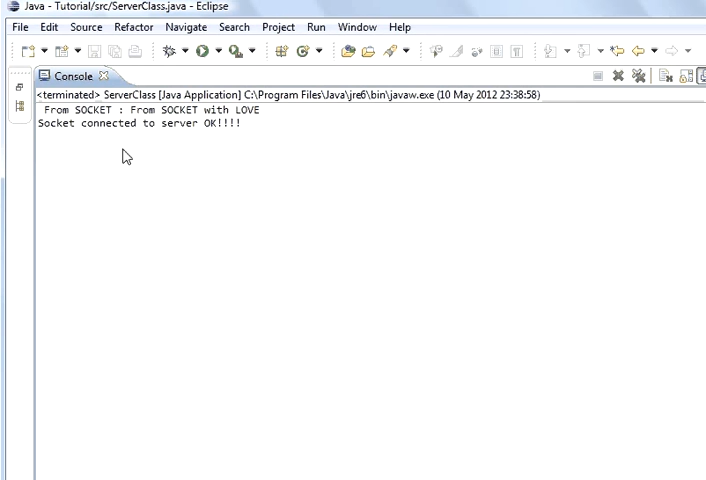 Java - Tutorial/src/ServerClass.java - Eclipse
File Edit Source Refactor Navigate Search Project Run Window Help
Console
<terminated> ServerClass [Java Application] C:\Program Files\Java\jre6\bin\javaw.exe (10 May 2012 23:38:58)
From SOCKET : From SOCKET with LOVE
Socket connected to server OK!!!!